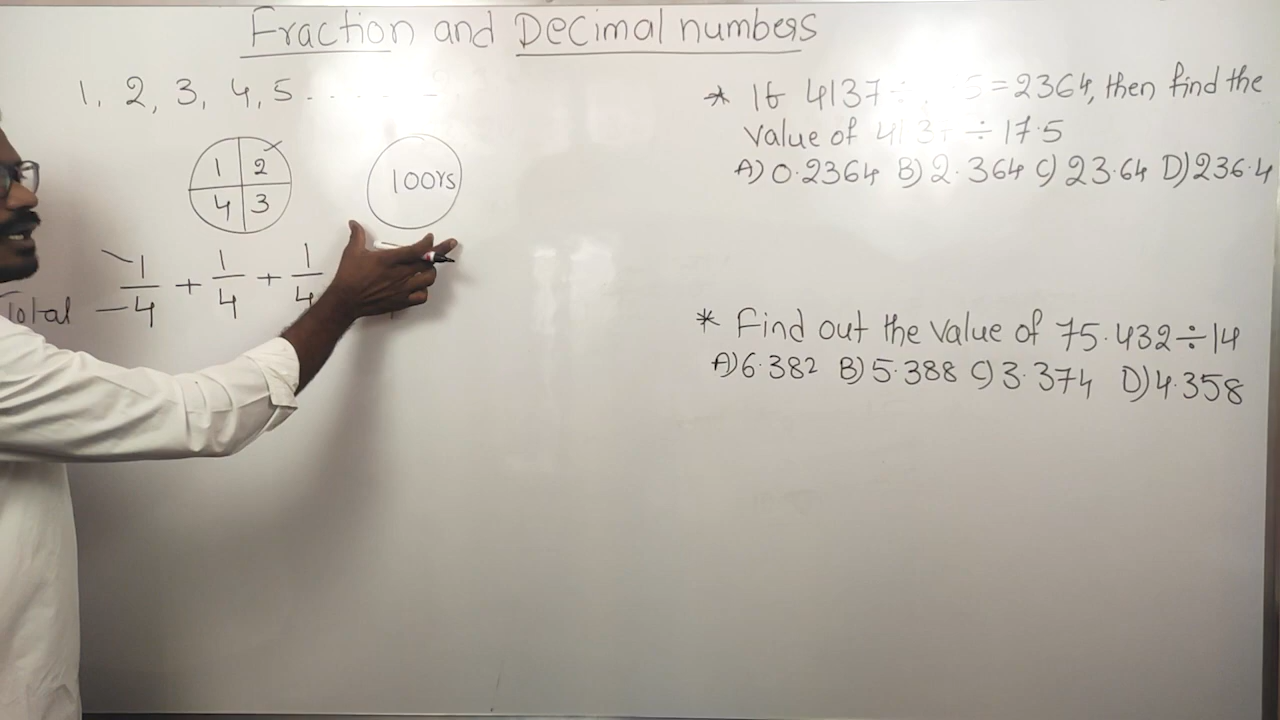 Fraction and Decimal numbers
1, 2, 3, 4, 5 . . . .
1 2
4 3
100rs
1/4 + 1/4 + 1/4
Total
* If 4137 ÷ 5 = 2364, then find the
value of 413 ÷ 17.5
A) 0.2364 B) 2.364 C) 23.64 D) 236.4
* Find out the value of 75.432 ÷ 14
A) 6.382 B) 5.388 C) 3.374 D) 4.358